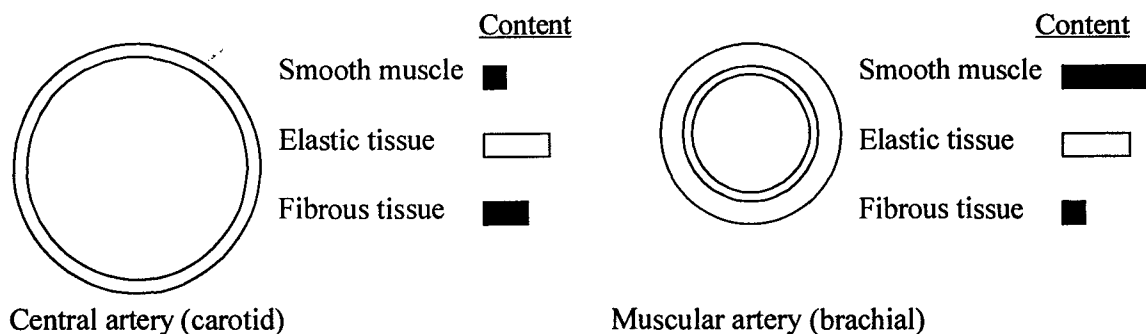 Content
Smooth muscle
Elastic tissue
Fibrous tissue
Central artery (carotid)
Content
Smooth muscle
Elastic tissue
Fibrous tissue
Muscular artery (brachial)